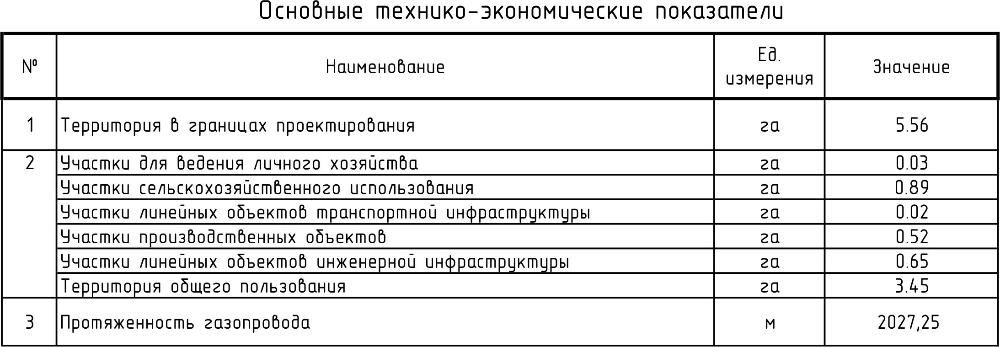 Основные технико-экономические показатели
№ Наименование Ед. измерения Значение
1 Территория в границах проектирования га 5.56
2 Участки для ведения личного хозяйства га 0.03
Участки сельскохозяйственного использования га 0.89
Участки линейных объектов транспортной инфраструктуры га 0.02
Участки производственных объектов га 0.52
Участки линейных объектов инженерной инфраструктуры га 0.65
Территория общего пользования га 3.45
3 Протяженность газопровода м 2027,25